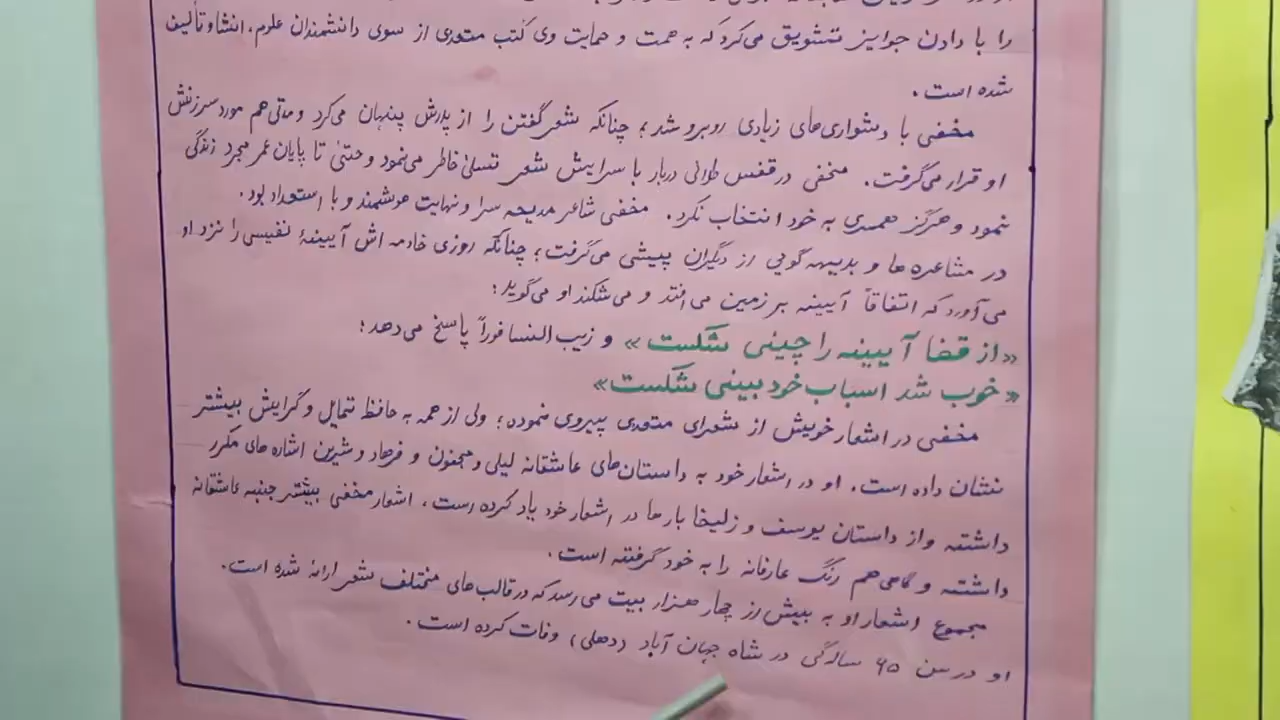 را با دادن جوایز تشویق می‌کرد که به همت و حمایت وی کتب متعددی از سوی دانشمندان علوم، انشاء و تألیف
شده است.
مخفی با دشواری‌های زیادی روبرو شد؛ چنانکه شعر گفتن را از پدرش پنهان می‌کرد و حتی هم مورد سرزنش
او قرار می‌گرفت. مخفی در قفس طلائی دربار با سرایش شعر تسلئ خاطر می‌نمود و حتئ تا پایان عمر مجرد زندگی
نمود و هرگز همسری به خود انتخاب نکرد. مخفی شاعر مدیحه سرا و نهایت هوشمند و با استعداد بود.
در مشاعره ها و بدیهه گویی از دیگران پیشی می‌گرفت؛ چنانکه روزی خادمه اش آیینهٔ نفیسی را نزد او
می‌آورد که اتفاقاً آیینه بر زمین می‌افتد و می‌شکند او می‌گوید؛
«از قضا آیینه را چینی شکست» و زیب النسا فوراً پاسخ می‌دهد؛
«خوب شد اسباب خود بینی شکست»
مخفی در اشعار خویش از شعرای متعددی پیروی نموده؛ ولی از همه به حافظ تمایل و گرایش بیشتر
نشان داده است. او در اشعار خود به داستان‌های عاشقانه لیلی و مجنون و فرهاد و شیرین اشاره های مکرر
داشته و از داستان یوسف و زلیخا بارها در اشعار خود یاد کرده است، اشعار مخفی بیشتر جنبه عاشقانه
داشته و گاهی هم رنگ عارفانه را به خود گرفته است.
مجموع اشعار او به بیش از چهار هزار بیت می رسد که در قالب های مختلف شعر ارائه شده است.
او در سن ۶۵ سالگی در شاه جهان آباد (دهلی) وفات کرده است.